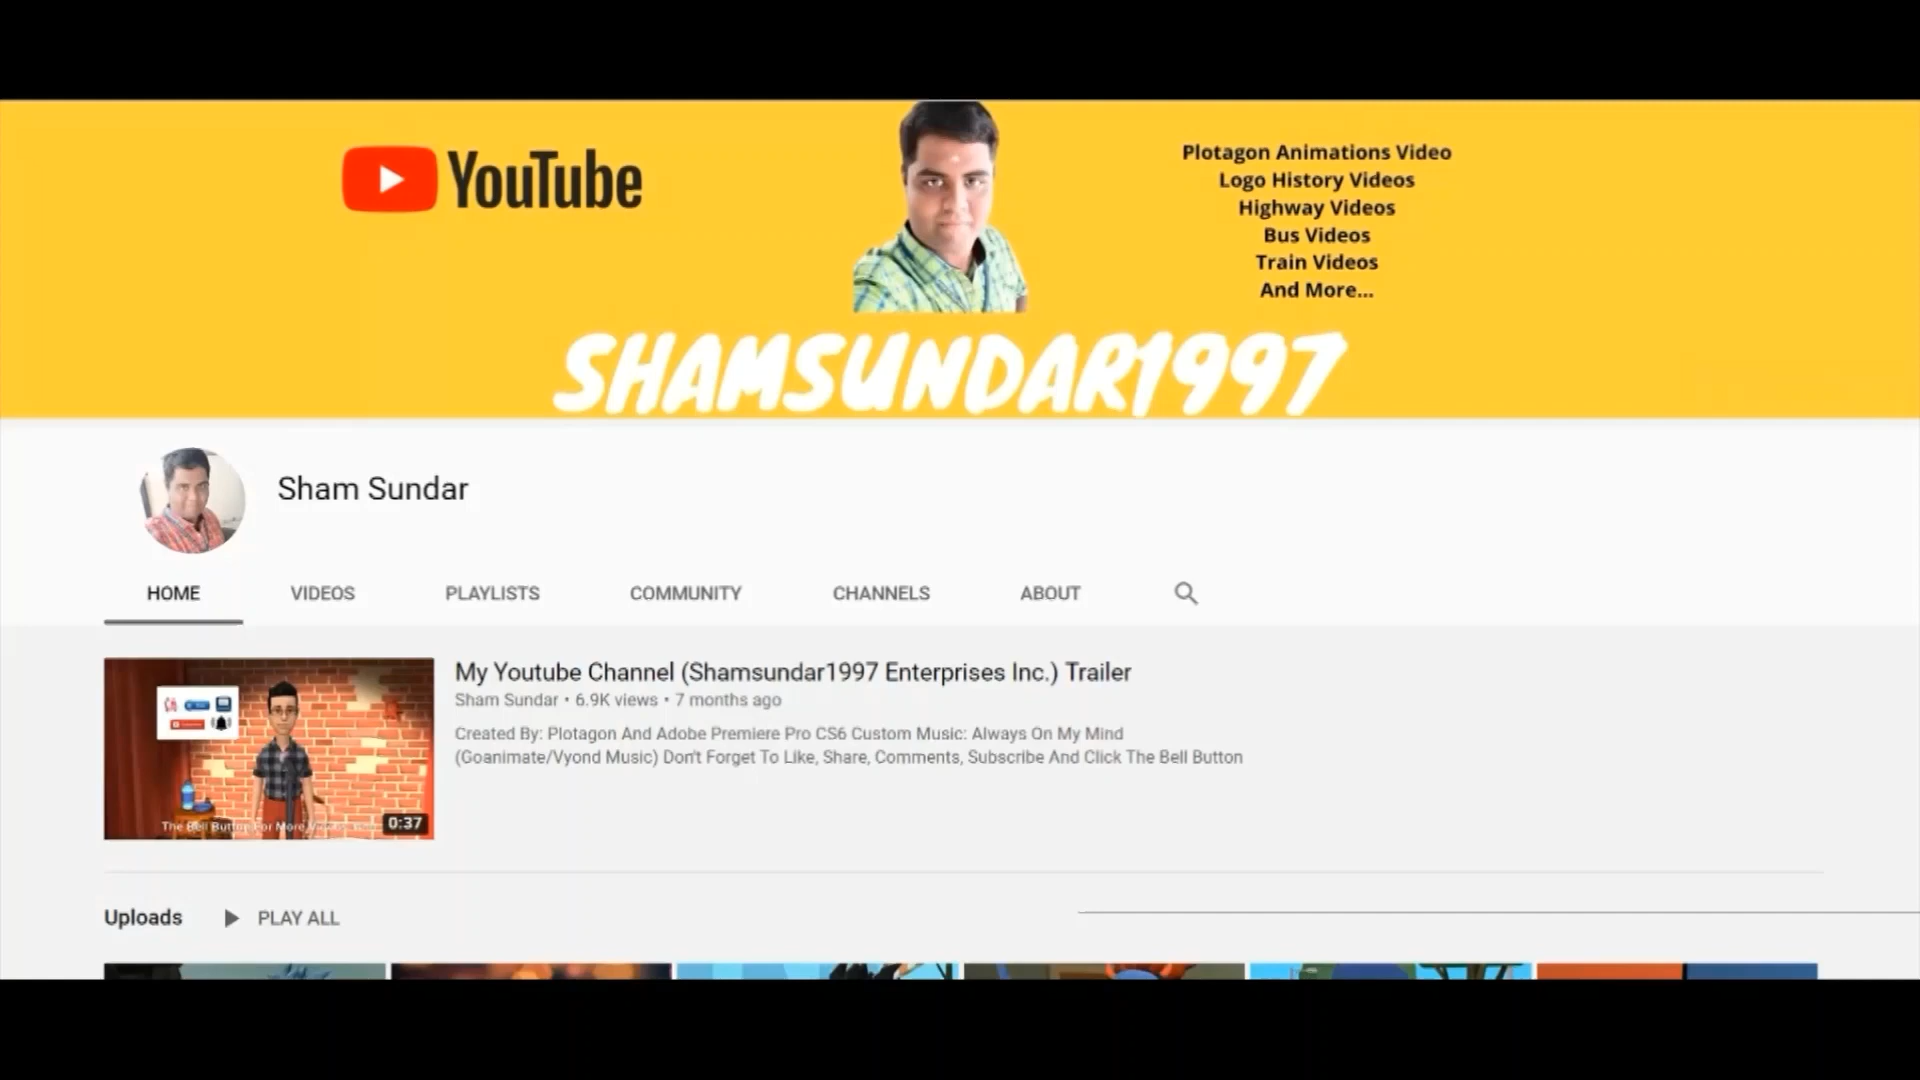 YouTube
Plotagon Animations Video
Logo History Videos
Highway Videos
Bus Videos
Train Videos
And More...
SHAMSUNDAR1997
Sham Sundar
HOME VIDEOS PLAYLISTS COMMUNITY CHANNELS ABOUT
My Youtube Channel (Shamsundar1997 Enterprises Inc.) Trailer
Sham Sundar • 6.9K views • 7 months ago
Created By: Plotagon And Adobe Premiere Pro CS6 Custom Music: Always On My Mind
(Goanimate/Vyond Music) Don't Forget To Like, Share, Comments, Subscribe And Click The Bell Button
The Bell Button For More
0:37
Uploads PLAY ALL